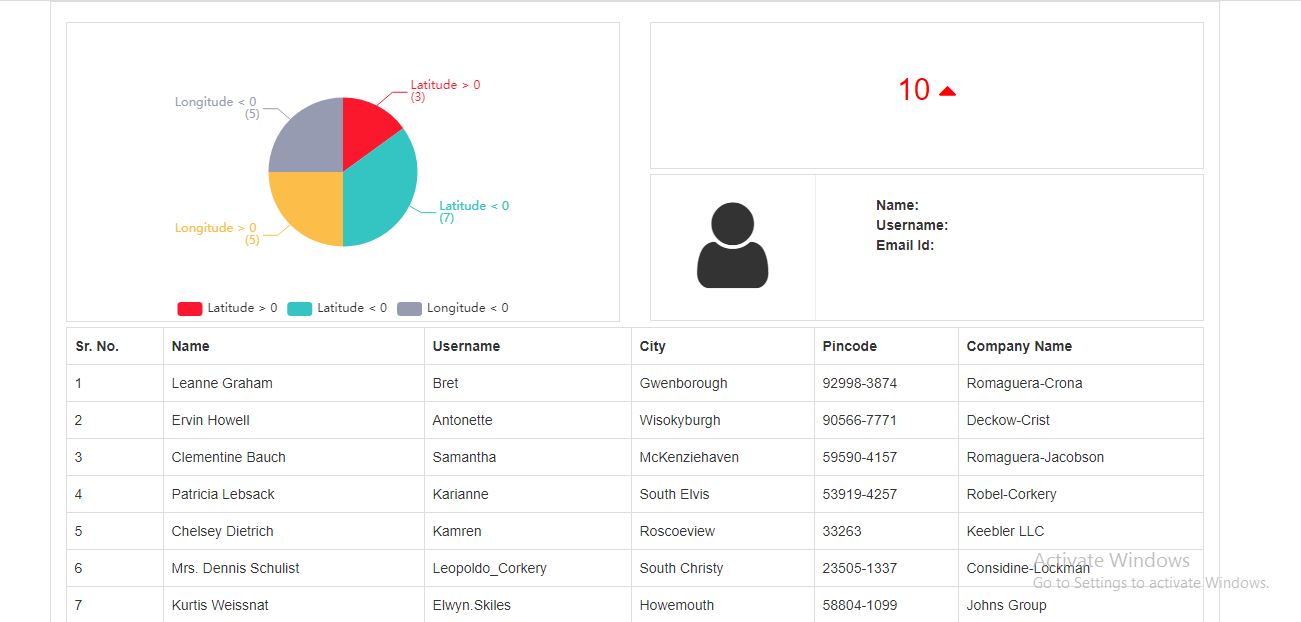 Latitude > 0
(3)
Longitude < 0
(5)
Latitude < 0
(7)
Longitude > 0
(5)
Latitude > 0 Latitude < 0 Longitude < 0
10
Name:
Username:
Email Id:
Sr. No. Name Username City Pincode Company Name
1 Leanne Graham Bret Gwenborough 92998-3874 Romaguera-Crona
2 Ervin Howell Antonette Wisokyburgh 90566-7771 Deckow-Crist
3 Clementine Bauch Samantha McKenziehaven 59590-4157 Romaguera-Jacobson
4 Patricia Lebsack Karianne South Elvis 53919-4257 Robel-Corkery
5 Chelsey Dietrich Kamren Roscoeview 33263 Keebler LLC
6 Mrs. Dennis Schulist Leopoldo_Corkery South Christy 23505-1337 Considine-Lockman
7 Kurtis Weissnat Elwyn.Skiles Howemouth 58804-1099 Johns Group
Activate Windows
Go to Settings to activate Windows.